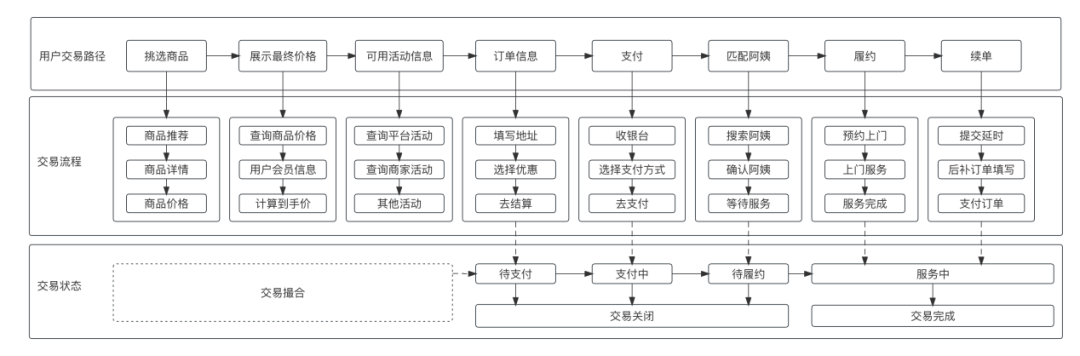 用户交易路径
挑选商品
展示最终价格
可用活动信息
订单信息
支付
匹配阿姨
履约
续单
交易流程
商品推荐
商品详情
商品价格
查询商品价格
用户会员信息
计算到手价
查询平台活动
查询商家活动
其他活动
填写地址
选择优惠
去结算
收银台
选择支付方式
去支付
搜索阿姨
确认阿姨
等待服务
预约上门
上门服务
服务完成
提交延时
后补订单填写
支付订单
交易状态
交易撮合
待支付
支付中
待履约
服务中
交易关闭
交易完成